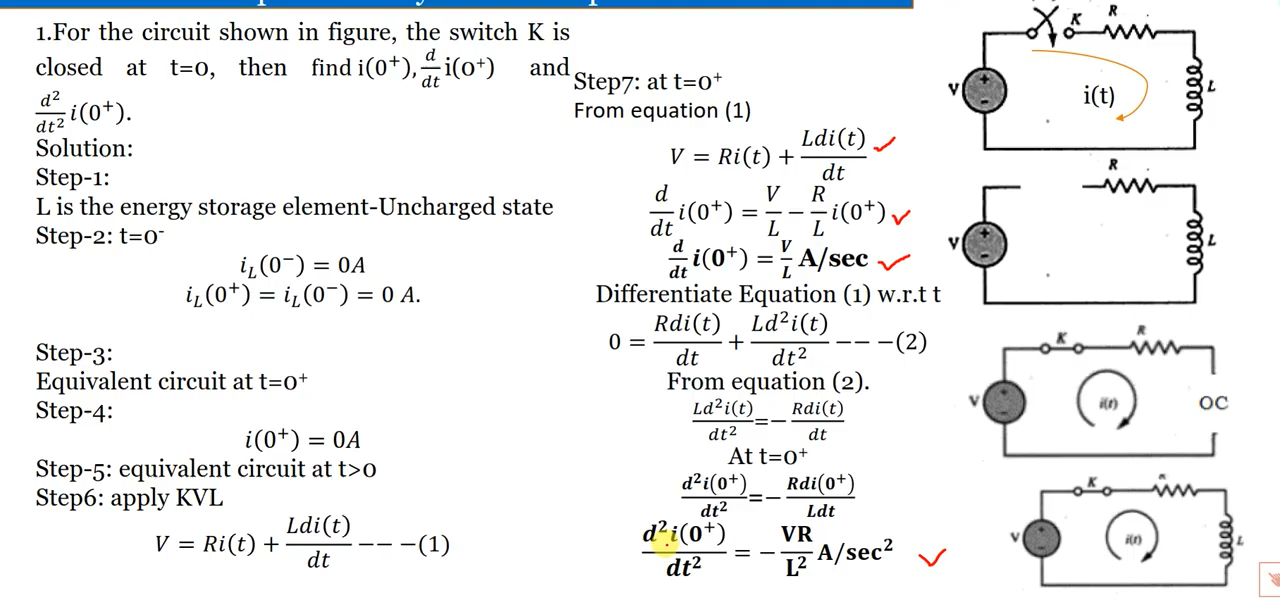 1.For the circuit shown in figure, the switch K is
closed at t=0, then find i(0⁺), d/dt i(0⁺) and
d²/dt² i(0⁺).
Solution:
Step-1:
L is the energy storage element-Uncharged state
Step-2: t=0⁻
i_L(0⁻) = 0A
i_L(0⁺) = i_L(0⁻) = 0 A.
Step-3:
Equivalent circuit at t=0⁺
Step-4:
i(0⁺) = 0A
Step-5: equivalent circuit at t>0
Step6: apply KVL
V = Ri(t) + Ldi(t)/dt − − − −(1)
Step7: at t=0⁺
From equation (1)
V = Ri(t) + Ldi(t)/dt
d/dt i(0⁺) = V/L − R/L i(0⁺)
d/dt i(0⁺) = V/L A/sec
Differentiate Equation (1) w.r.t t
0 = Rdi(t)/dt + Ld²i(t)/dt² − − − −(2)
From equation (2).
Ld²i(t)/dt² = − Rdi(t)/dt
At t=0⁺
d²i(0⁺)/dt² = − Rdi(0⁺)/Ldt
d²i(0⁺)/dt² = − VR/L² A/sec²
K R
V + − i(t) L
R
V + − L
K R
V i(t) OC
K
V i(t) L